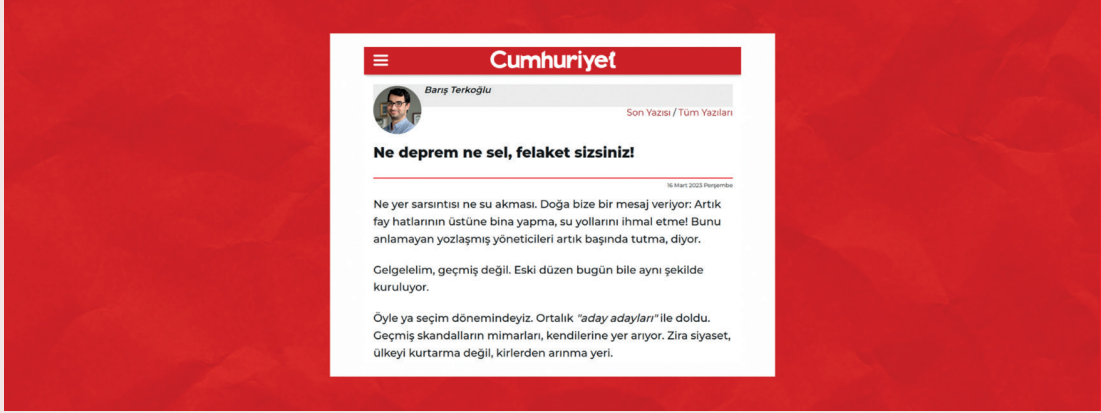 Cumhuriyet
Barış Terkoğlu
Son Yazısı / Tüm Yazıları
Ne deprem ne sel, felaket sizsiniz!
16 Mart 2023 Perşembe
Ne yer sarsıntısı ne su akması. Doğa bize bir mesaj veriyor: Artık
fay hatlarının üstüne bina yapma, su yollarını ihmal etme! Bunu
anlamayan yozlaşmış yöneticileri artık başında tutma, diyor.
Gelgelelim, geçmiş değil. Eski düzen bugün bile aynı şekilde
kuruluyor.
Öyle ya seçim dönemindeyiz. Ortalık "aday adayları" ile doldu.
Geçmiş skandalların mimarları, kendilerine yer arıyor. Zira siyaset,
ülkeyi kurtarma değil, kirlerden arınma yeri.